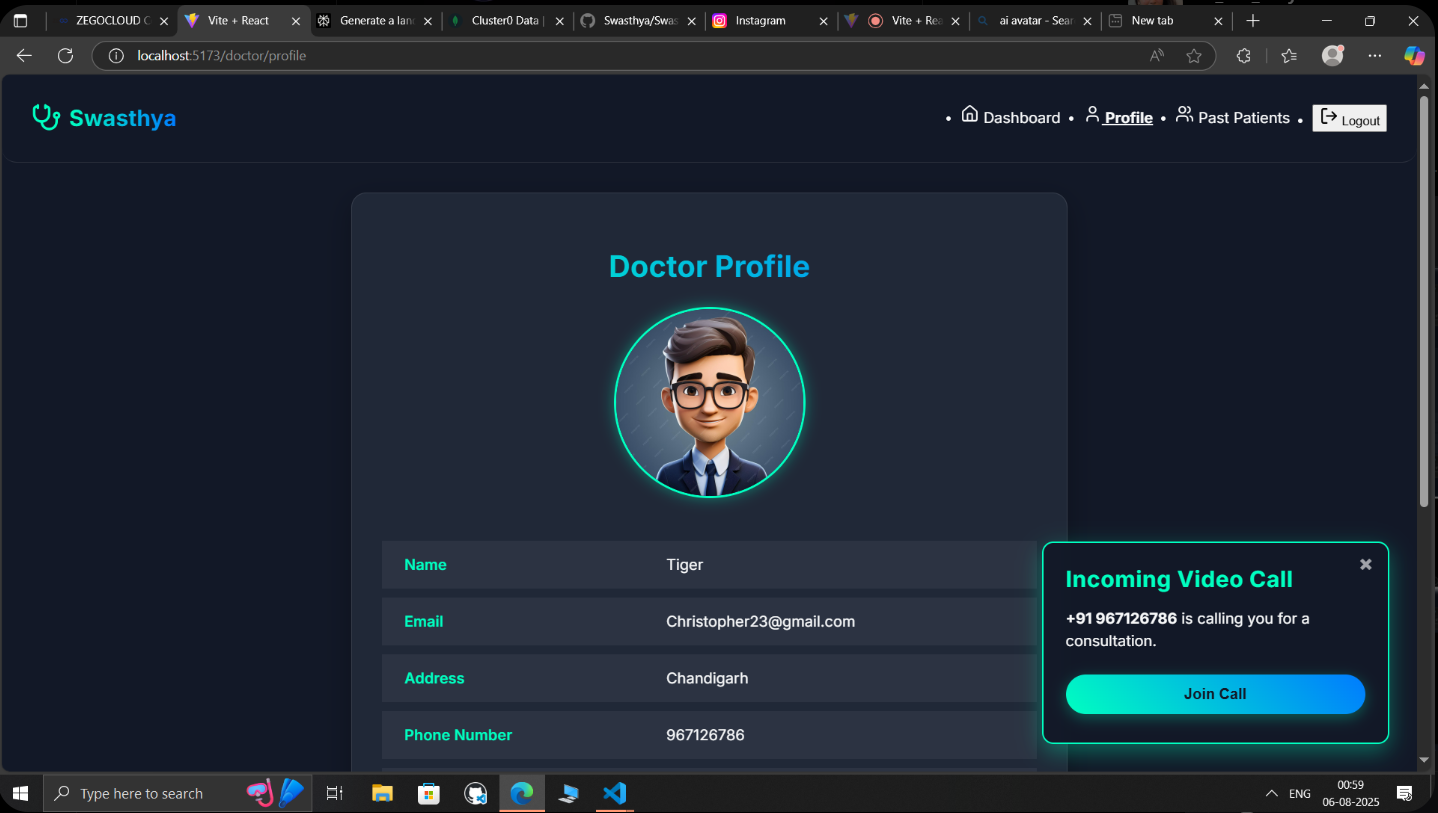 ZEGOCLOUD C
Vite + React
Generate a lan
Cluster0 Data
Swasthya/Swas
Instagram
Vite + Rea
ai avatar - Sear
New tab
localhost:5173/doctor/profile
Swasthya
• Dashboard • Profile • Past Patients • Logout
Doctor Profile
Name Tiger
Email Christopher23@gmail.com
Address Chandigarh
Phone Number 967126786
Incoming Video Call
+91 967126786 is calling you for a
consultation.
Join Call
Type here to search
ENG
00:59
06-08-2025